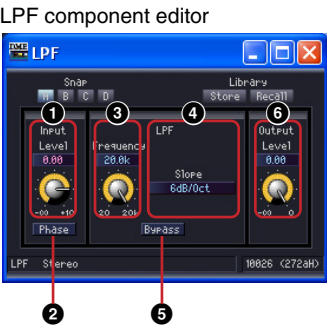 LPF component editor
DME
LPF
Snap
Library
A B C D
Store Recall
1 3 4 6
Input Level
Frequency
LPF
Output Level
0.00
20.0k
0.00
Slope
6dB/Oct
-∞ +10
20 20k
-∞ 0
Phase
Bypass
LPF Stereo
10026 (272aH)
2 5